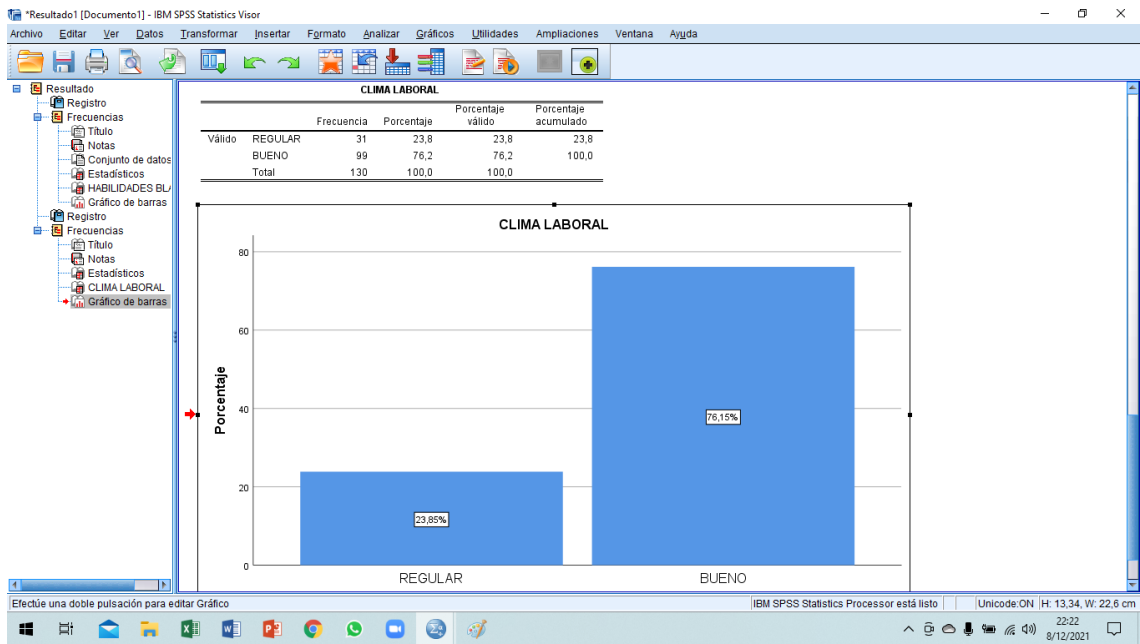 *Resultado1 [Documento1] - IBM SPSS Statistics Visor
Archivo Editar Ver Datos Transformar Insertar Formato Analizar Gráficos Utilidades Ampliaciones Ventana Ayuda
Resultado
Registro
Frecuencias
Título
Notas
Conjunto de datos
Estadísticos
HABILIDADES BL
Gráfico de barras
Registro
Frecuencias
Título
Notas
Estadísticos
CLIMA LABORAL
Gráfico de barras
CLIMA LABORAL
Frecuencia Porcentaje Porcentaje válido Porcentaje acumulado
Válido REGULAR 31 23,8 23,8 23,8
BUENO 99 76,2 76,2 100,0
Total 130 100,0 100,0
CLIMA LABORAL
Porcentaje
80
60
40
20
0
76,15%
23,85%
REGULAR BUENO
Efectúe una doble pulsación para editar Gráfico
IBM SPSS Statistics Processor está listo Unicode:ON H: 13,34, W: 22,6 cm
22:22
8/12/2021